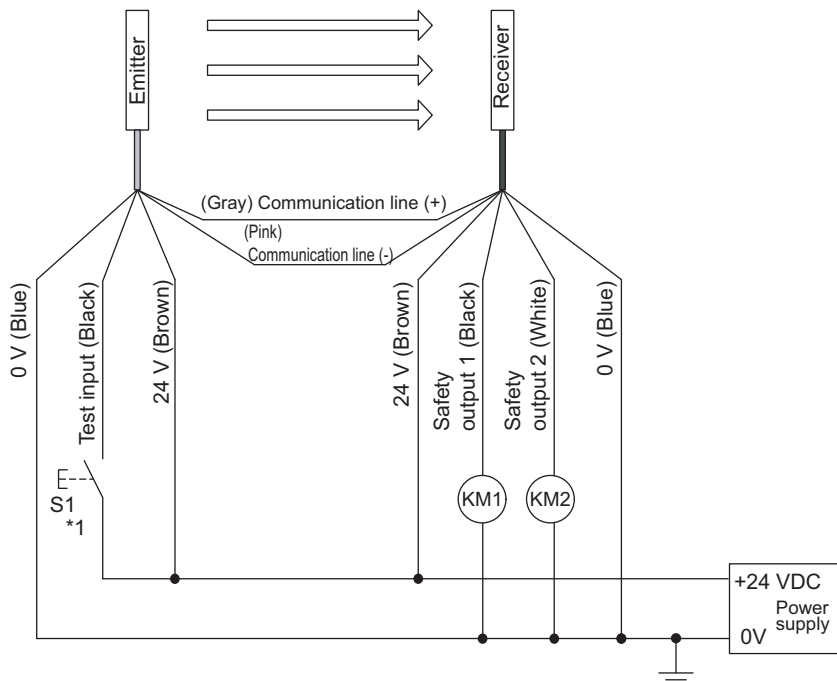 Emitter
Receiver
(Gray) Communication line (+)
(Pink)
Communication line (-)
0 V (Blue)
Test input (Black)
24 V (Brown)
24 V (Brown)
Safety
output 1 (Black)
Safety
output 2 (White)
0 V (Blue)
S1
*1
KM1
KM2
+24 VDC
Power
supply
0V